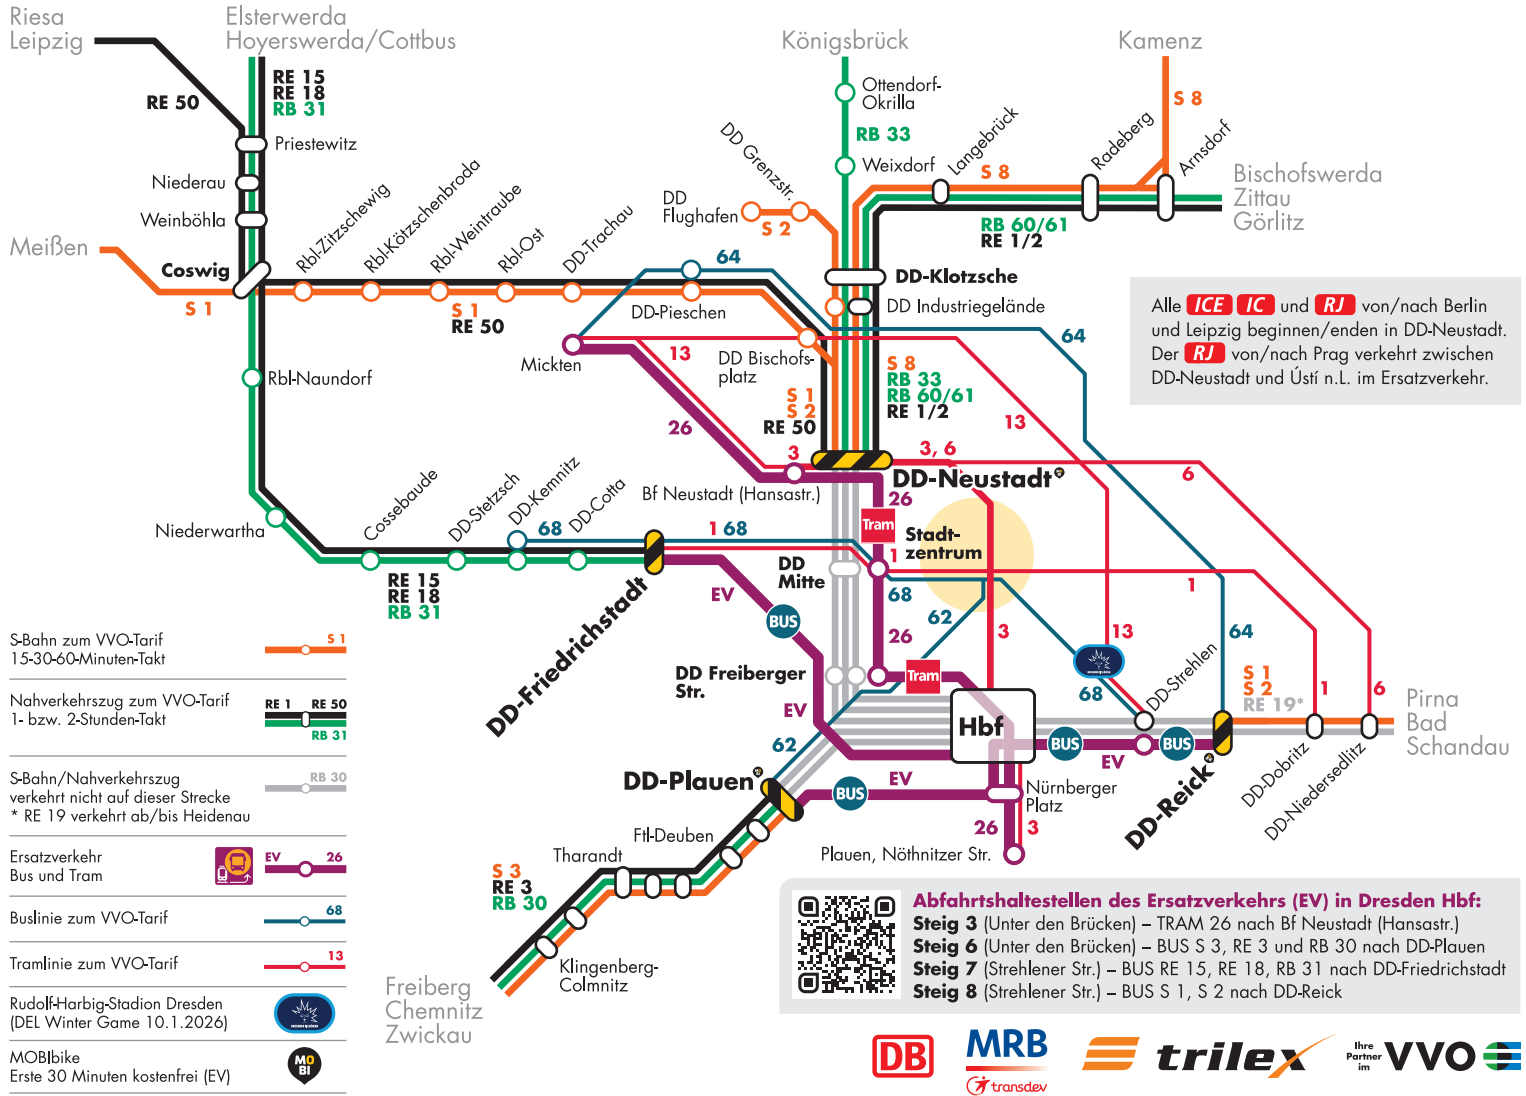 Riesa
Leipzig
Elsterwerda
Hoyerswerda/Cottbus
Königsbrück
Kamenz
RE 50
RE 15
RE 18
RB 31
Ottendorf-
Okrilla
RB 33
Weixdorf
S 8
Langebrück
Radeberg
Arnsdorf
S 8
RB 60/61
RE 1/2
Bischofswerda
Zittau
Görlitz
Priestewitz
Niederau
Weinböhla
Meißen
Coswig
S 1
Rbl-Zitzschewig
Rbl-Kötzschenbroda
Rbl-Weintraube
Rbl-Ost
DD-Trachau
S 1
RE 50
DD
Flughafen
DD Grenzstr.
S 2
64
DD-Pieschen
DD-Klotzsche
DD Industriegelände
64
Mickten
13
DD Bischofs-
platz
S 8
RB 33
RB 60/61
RE 1/2
S 1
S 2
RE 50
13
Alle ICE IC und RJ von/nach Berlin
und Leipzig beginnen/enden in DD-Neustadt.
Der RJ von/nach Prag verkehrt zwischen
DD-Neustadt und Ústí n.L. im Ersatzverkehr.
Rbl-Naundorf
26
3
3, 6
6
DD-Neustadt
Bf Neustadt (Hansastr.)
26
Tram
Stadt-
zentrum
Niederwartha
Cossebaude
DD-Stetzsch
DD-Kemnitz
DD-Cotta
68
1 68
1
1
DD
Mitte
68
RE 15
RE 18
RB 31
DD-Friedrichstadt
EV
BUS
26
62
3
13
64
DD Freiberger
Str.
Tram
68
DD-Strehlen
S 1
S 2
RE 19*
1
6
Pirna
Bad
Schandau
EV
62
Hbf
BUS
EV
BUS
DD-Reick
DD-Dobritz
DD-Niedersedlitz
DD-Plauen
EV
BUS
Nürnberger
Platz
26
3
Plauen, Nöthnitzer Str.
Ftl-Deuben
Tharandt
S 3
RE 3
RB 30
Klingenberg-
Colmnitz
Freiberg
Chemnitz
Zwickau
S-Bahn zum VVO-Tarif
15-30-60-Minuten-Takt
S 1
Nahverkehrszug zum VVO-Tarif
1- bzw. 2-Stunden-Takt
RE 1 RE 50
RB 31
S-Bahn/Nahverkehrszug
verkehrt nicht auf dieser Strecke
* RE 19 verkehrt ab/bis Heidenau
RB 30
Ersatzverkehr
Bus und Tram
EV 26
Buslinie zum VVO-Tarif
68
Tramlinie zum VVO-Tarif
13
Rudolf-Harbig-Stadion Dresden
(DEL Winter Game 10.1.2026)
MOBIbike
Erste 30 Minuten kostenfrei (EV)
MO
BI
Abfahrtshaltestellen des Ersatzverkehrs (EV) in Dresden Hbf:
Steig 3 (Unter den Brücken) – TRAM 26 nach Bf Neustadt (Hansastr.)
Steig 6 (Unter den Brücken) – BUS S 3, RE 3 und RB 30 nach DD-Plauen
Steig 7 (Strehlener Str.) – BUS RE 15, RE 18, RB 31 nach DD-Friedrichstadt
Steig 8 (Strehlener Str.) – BUS S 1, S 2 nach DD-Reick
DB
MRB
transdev
trilex
Ihre
Partner
im
VVO